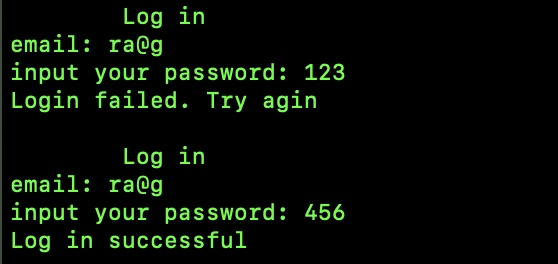 Log in
email: ra@g
input your password: 123
Login failed. Try agin
Log in
email: ra@g
input your password: 456
Log in successful